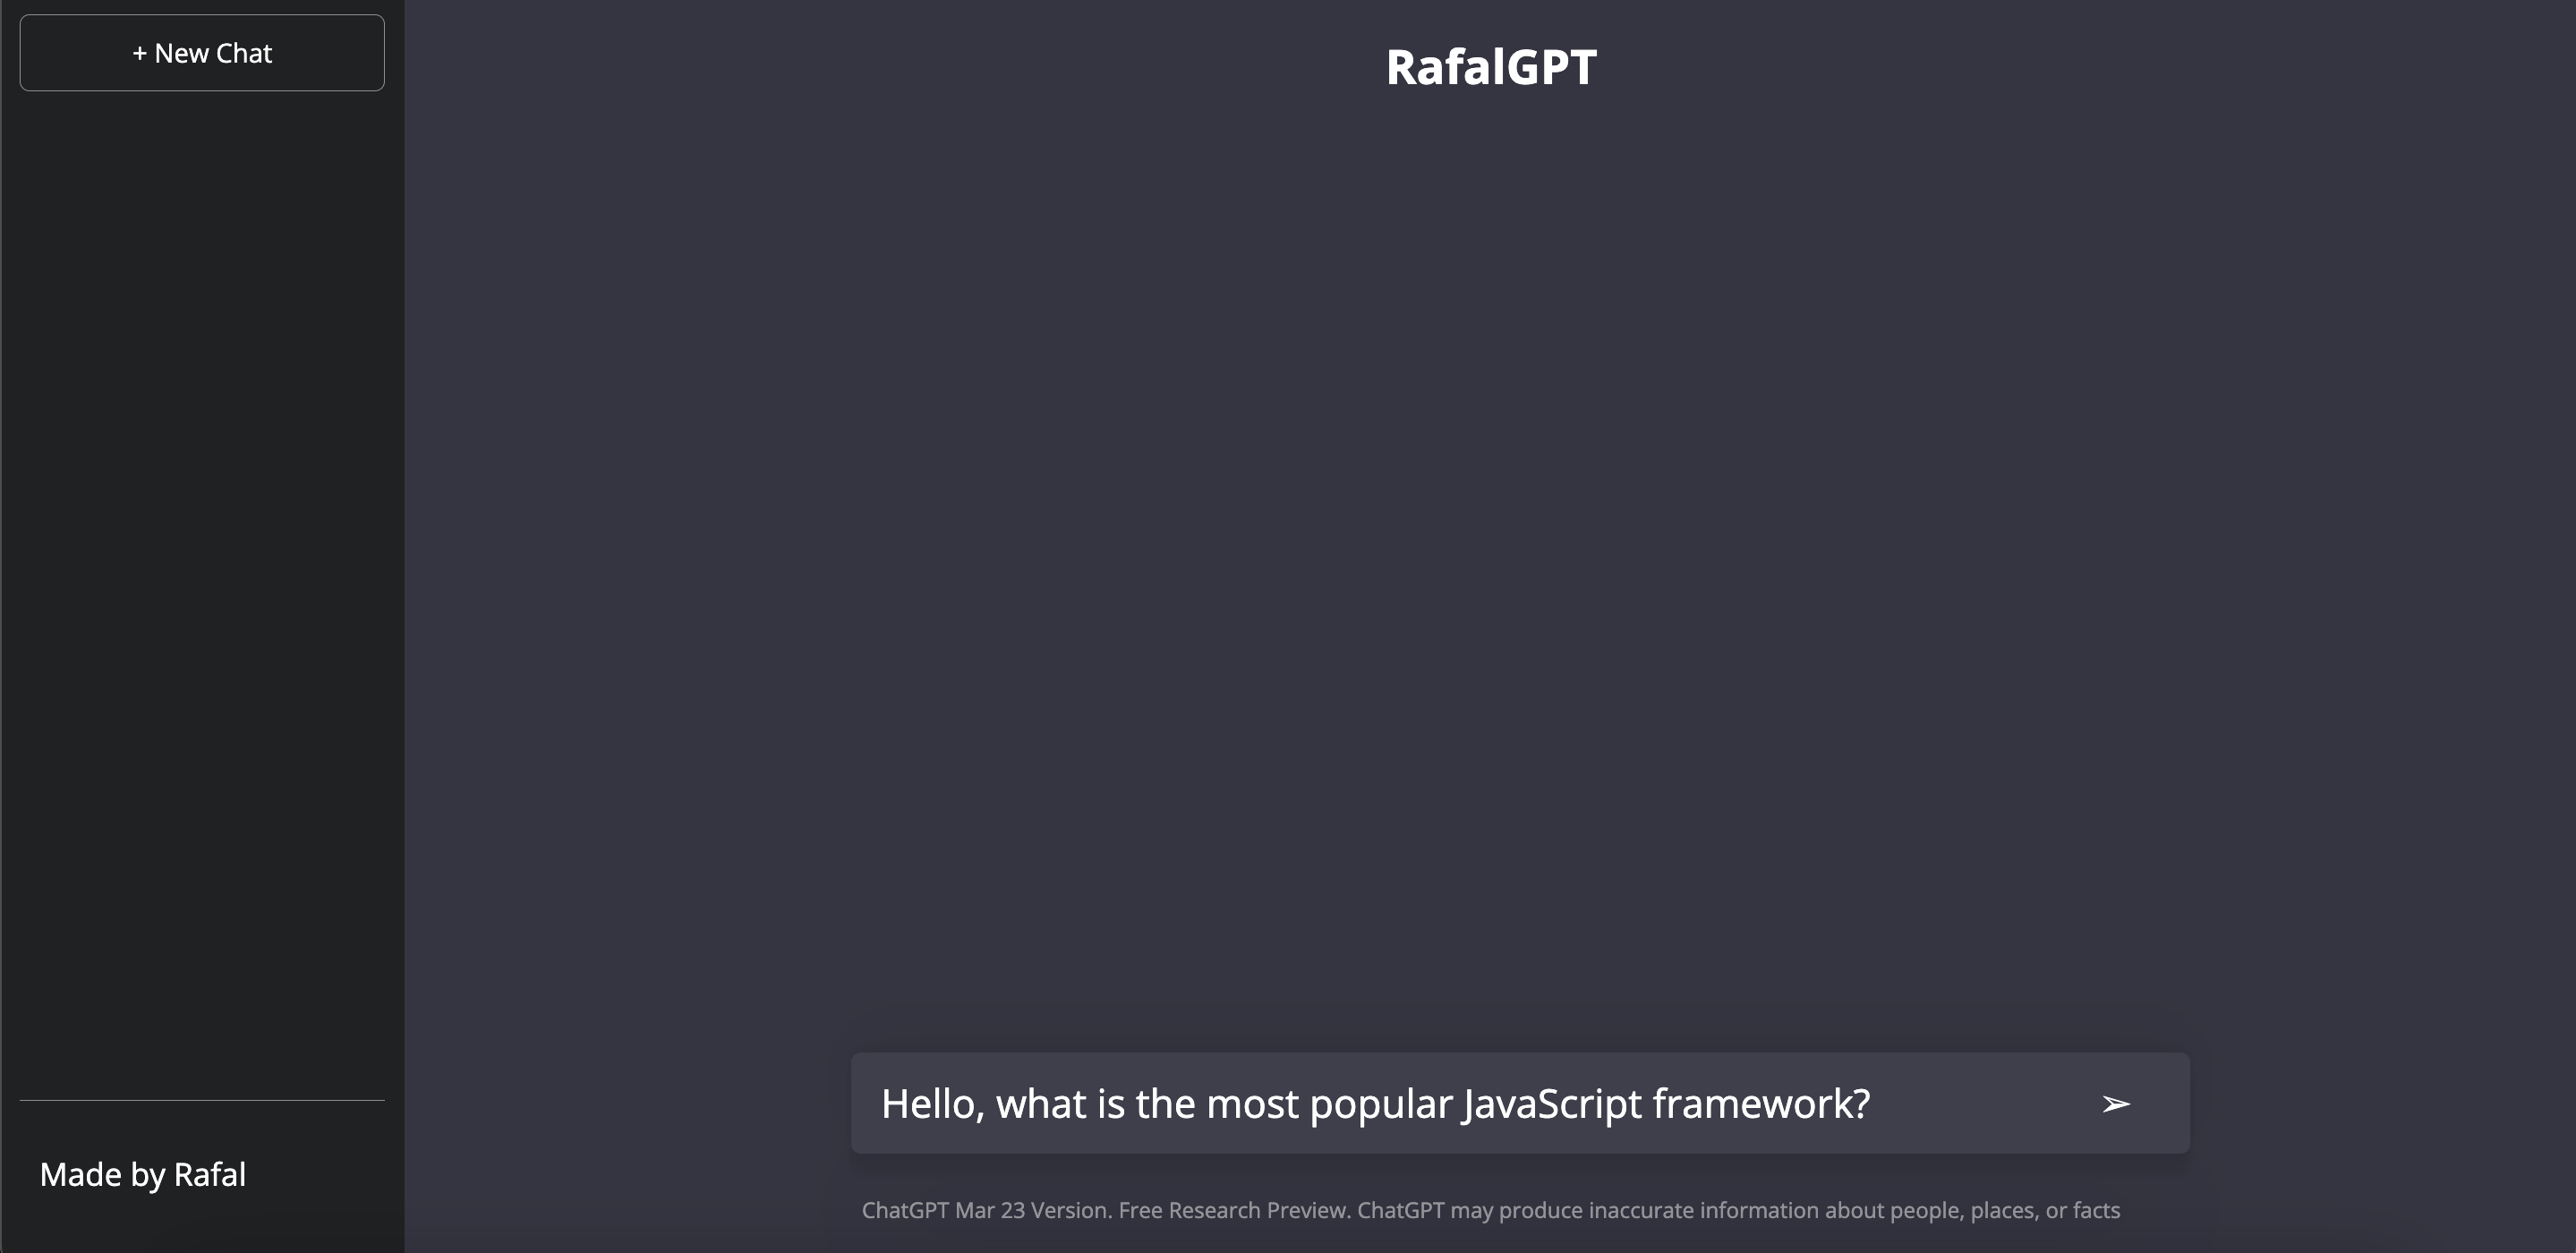 + New Chat
RafalGPT
Hello, what is the most popular JavaScript framework?
➢
Made by Rafal
ChatGPT Mar 23 Version. Free Research Preview. ChatGPT may produce inaccurate information about people, places, or facts